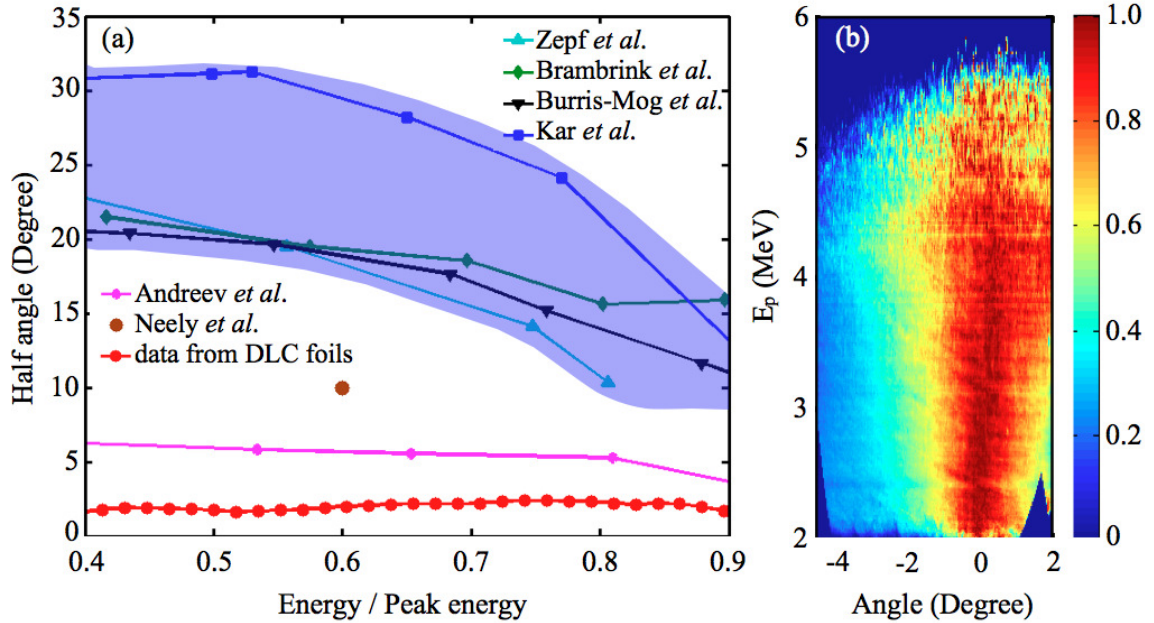 (a)
Zepf et al.
Brambrink et al.
Burris-Mog et al.
Kar et al.
Andreev et al.
Neely et al.
data from DLC foils
35
30
25
20
15
10
5
0
Half angle (Degree)
0.4 0.5 0.6 0.7 0.8 0.9
Energy / Peak energy
(b)
6
5
4
3
2
Ep (MeV)
-4 -2 0 2
Angle (Degree)
1.0
0.8
0.6
0.4
0.2
0